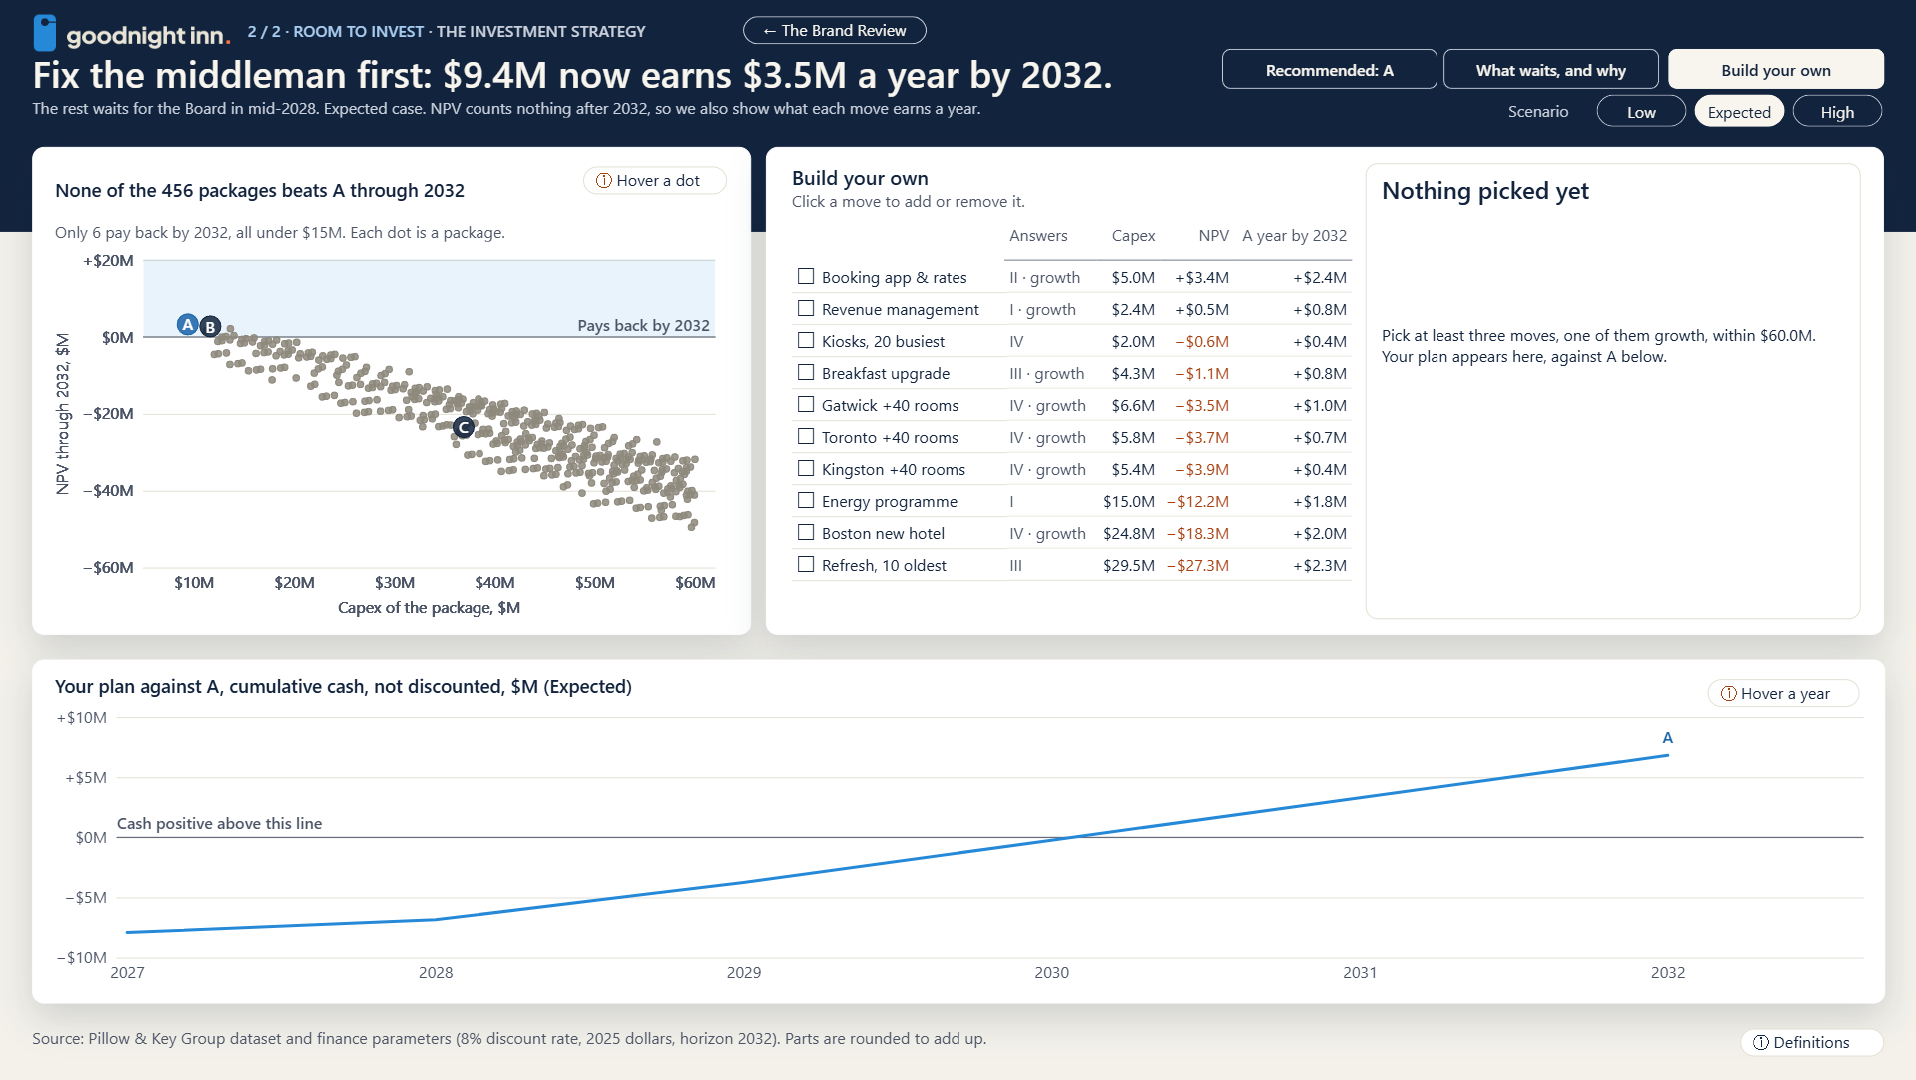 goodnight inn.
2 / 2 · ROOM TO INVEST · THE INVESTMENT STRATEGY
← The Brand Review
Fix the middleman first: $9.4M now earns $3.5M a year by 2032.
The rest waits for the Board in mid-2028. Expected case. NPV counts nothing after 2032, so we also show what each move earns a year.
Recommended: A
What waits, and why
Build your own
Scenario
Low
Expected
High
None of the 456 packages beats A through 2032
ⓘ Hover a dot
Only 6 pay back by 2032, all under $15M. Each dot is a package.
+$20M
$0M
−$20M
−$40M
−$60M
NPV through 2032, $M
Pays back by 2032
A
B
C
$10M
$20M
$30M
$40M
$50M
$60M
Capex of the package, $M
Build your own
Click a move to add or remove it.
Answers Capex NPV A year by 2032
Booking app & rates II · growth $5.0M +$3.4M +$2.4M
Revenue management I · growth $2.4M +$0.5M +$0.8M
Kiosks, 20 busiest IV $2.0M −$0.6M +$0.4M
Breakfast upgrade III · growth $4.3M −$1.1M +$0.8M
Gatwick +40 rooms IV · growth $6.6M −$3.5M +$1.0M
Toronto +40 rooms IV · growth $5.8M −$3.7M +$0.7M
Kingston +40 rooms IV · growth $5.4M −$3.9M +$0.4M
Energy programme I $15.0M −$12.2M +$1.8M
Boston new hotel IV · growth $24.8M −$18.3M +$2.0M
Refresh, 10 oldest III $29.5M −$27.3M +$2.3M
Nothing picked yet
Pick at least three moves, one of them growth, within $60.0M.
Your plan appears here, against A below.
Your plan against A, cumulative cash, not discounted, $M (Expected)
ⓘ Hover a year
+$10M
+$5M
$0M
−$5M
−$10M
Cash positive above this line
A
2027
2028
2029
2030
2031
2032
Source: Pillow & Key Group dataset and finance parameters (8% discount rate, 2025 dollars, horizon 2032). Parts are rounded to add up.
ⓘ Definitions